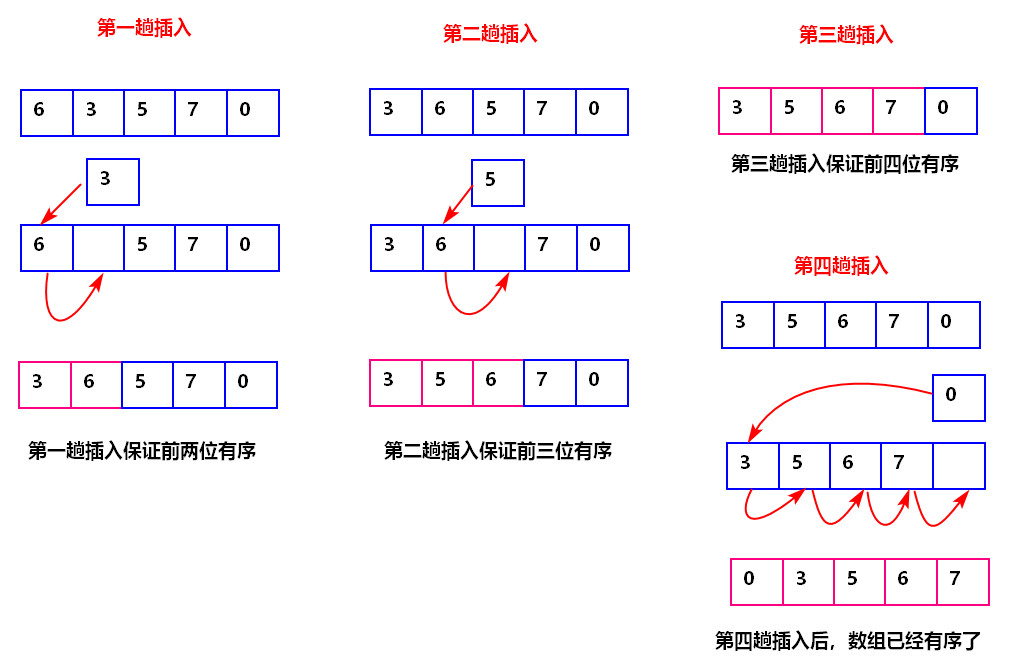 第一趟插入
6 3 5 7 0
3
6 5 7 0
3 6 5 7 0
第一趟插入保证前两位有序
第二趟插入
3 6 5 7 0
5
3 6 7 0
3 5 6 7 0
第二趟插入保证前三位有序
第三趟插入
3 5 6 7 0
第三趟插入保证前四位有序
第四趟插入
3 5 6 7 0
0
3 5 6 7
0 3 5 6 7
第四趟插入后，数组已经有序了